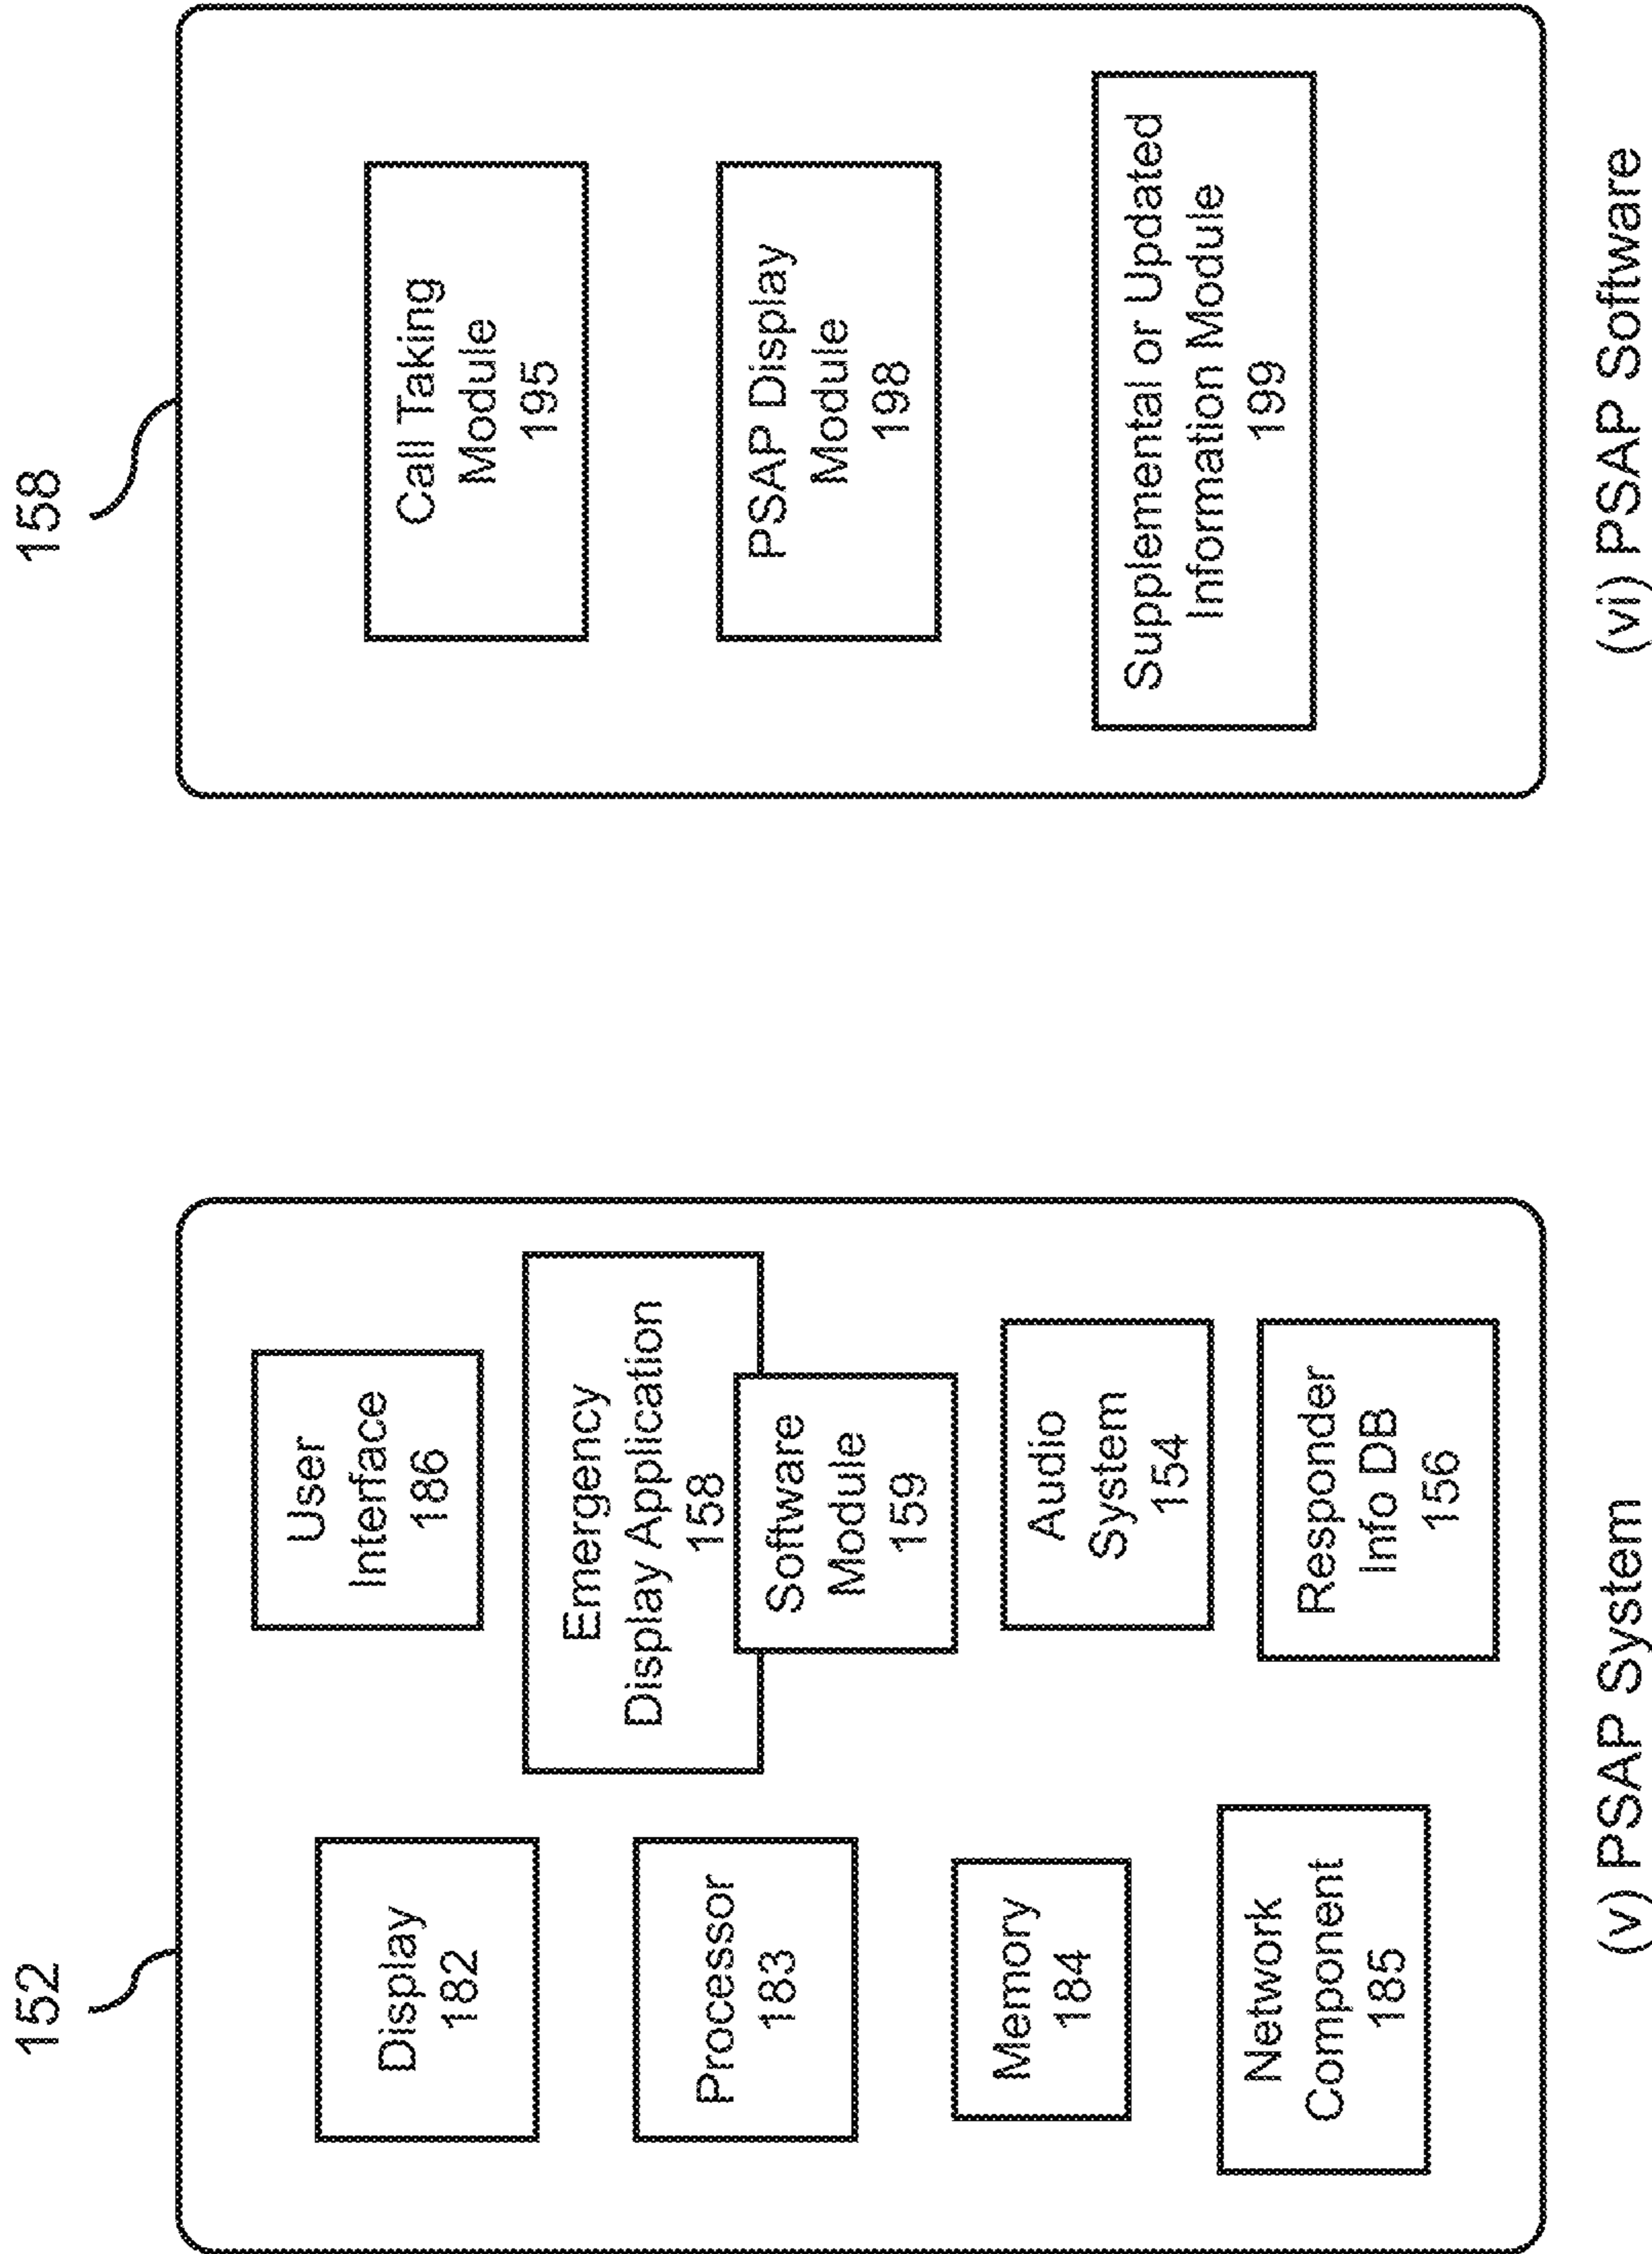 152
Display
182
Processor
183
Memory
184
Network
Component
185
User
Interface
186
Emergency
Display Application
158
Software
Module
159
Audio
System
154
Responder
Info DB
156
(v) PSAP System
158
Call Taking
Module
195
PSAP Display
Module
198
Supplemental or Updated
Information Module
199
(vi) PSAP Software